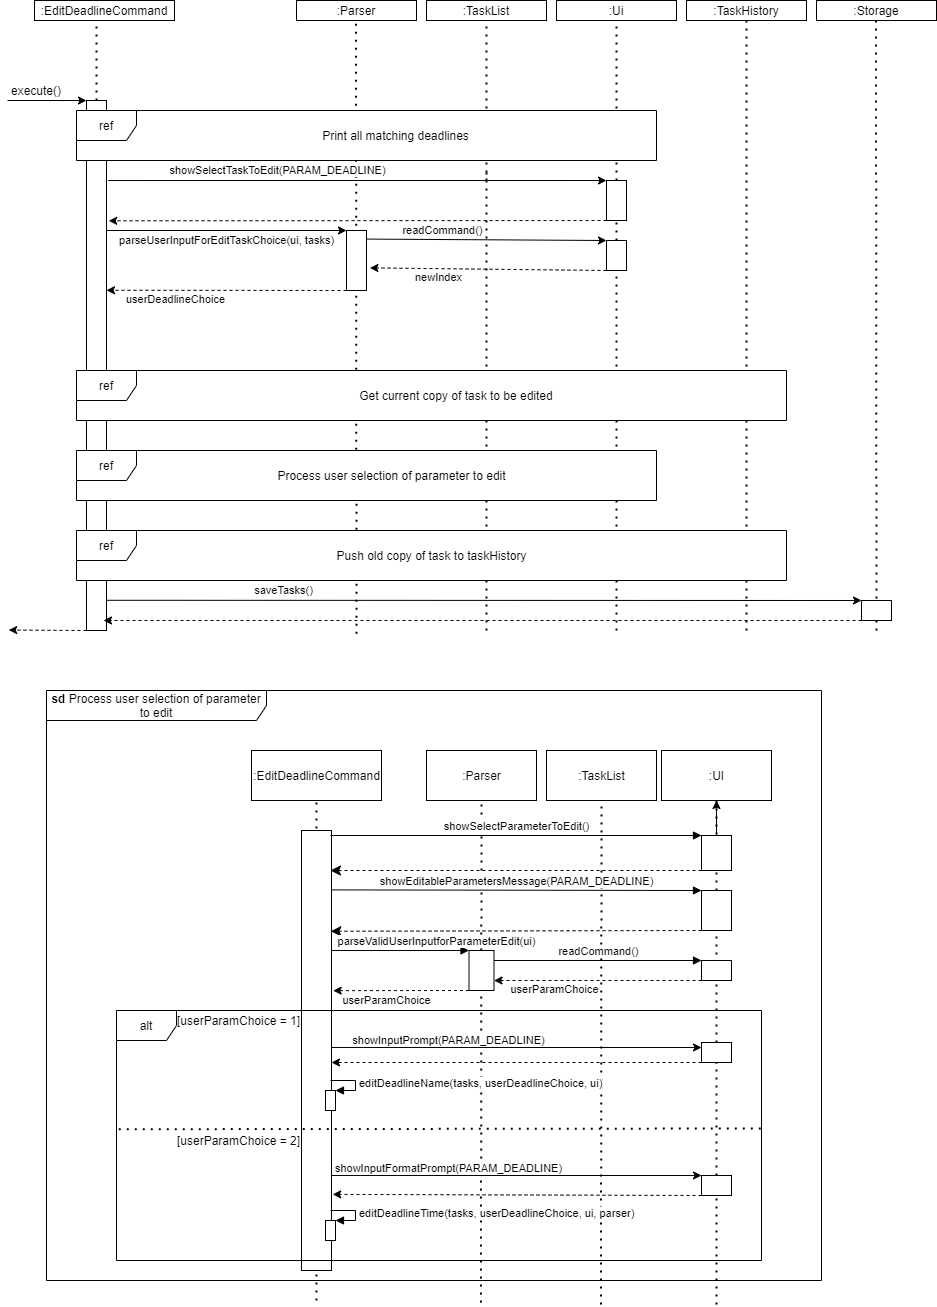 :EditDeadlineCommand
:Parser
:TaskList
:Ui
:TaskHistory
:Storage
execute()
ref
Print all matching deadlines
showSelectTaskToEdit(PARAM_DEADLINE)
readCommand()
parseUserInputForEditTaskChoice(ui, tasks)
newIndex
userDeadlineChoice
ref
Get current copy of task to be edited
ref
Process user selection of parameter to edit
ref
Push old copy of task to taskHistory
saveTasks()
sd Process user selection of parameter
to edit
:EditDeadlineCommand
:Parser
:TaskList
:UI
showSelectParameterToEdit()
showEditableParametersMessage(PARAM_DEADLINE)
parseValidUserInputforParameterEdit(ui)
readCommand()
userParamChoice
userParamChoice
alt
[userParamChoice = 1]
showInputPrompt(PARAM_DEADLINE)
editDeadlineName(tasks, userDeadlineChoice, ui)
[userParamChoice = 2]
showInputFormatPrompt(PARAM_DEADLINE)
editDeadlineTime(tasks, userDeadlineChoice, ui, parser)